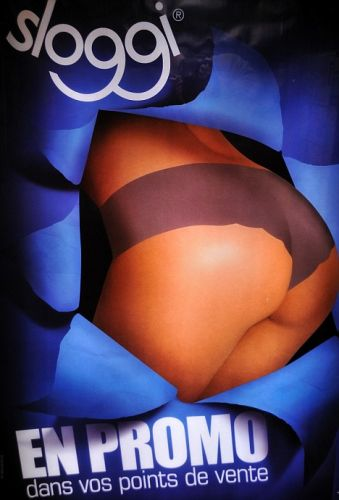 sloggi®
EN PROMO
dans vos points de vente